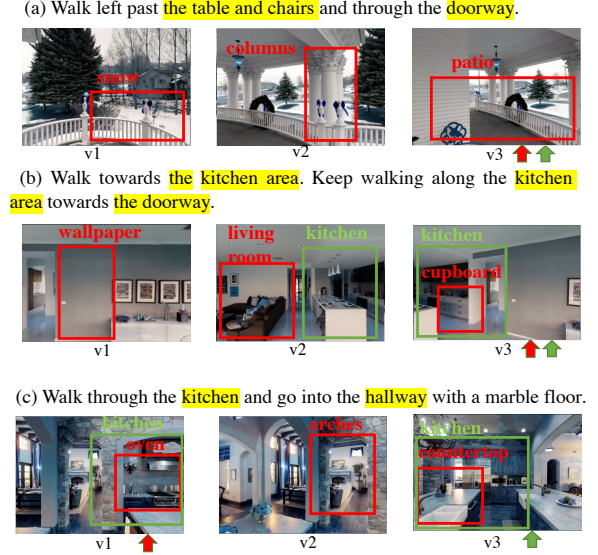 (a) Walk left past the table and chairs and through the doorway.
snow
columns
patio
v1
v2
v3
(b) Walk towards the kitchen area. Keep walking along the kitchen
area towards the doorway.
wallpaper
living
room
kitchen
kitchen
cupboard
v1
v2
v3
(c) Walk through the kitchen and go into the hallway with a marble floor.
kitchen
oven
arches
kitchen
countertop
v1
v2
v3